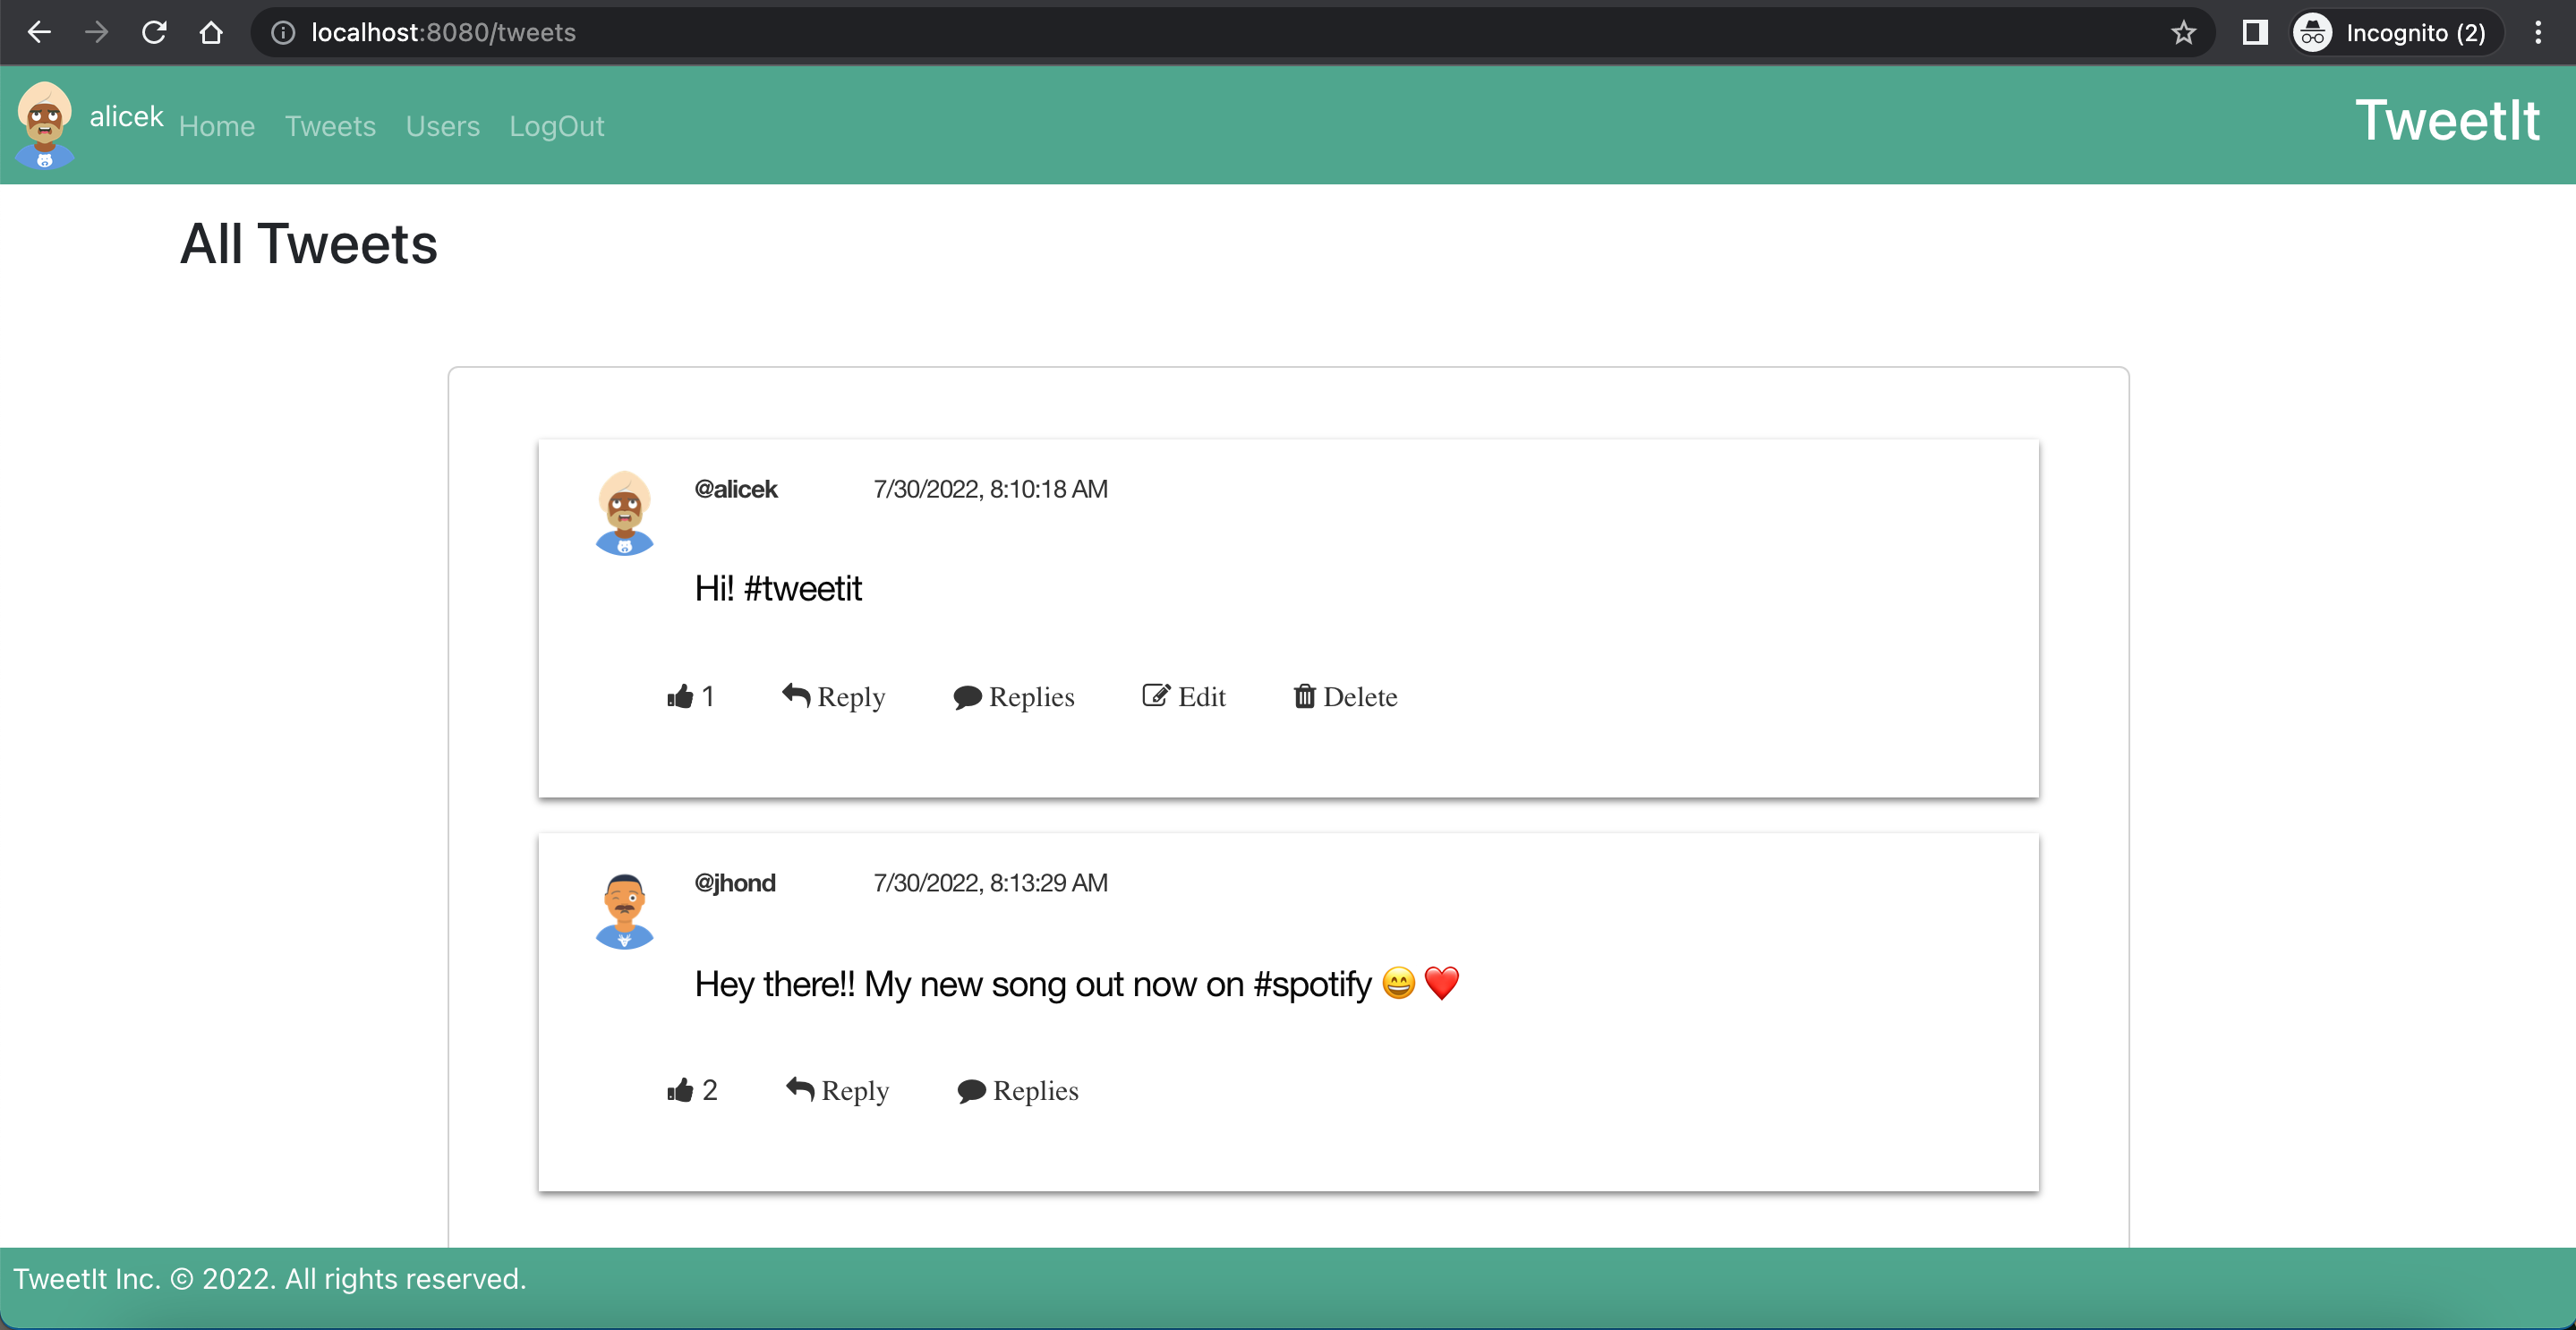 localhost:8080/tweets
Incognito (2)
alicek Home Tweets Users LogOut
TweetIt
All Tweets
@alicek 7/30/2022, 8:10:18 AM
Hi! #tweetit
1 Reply Replies Edit Delete
@jhond 7/30/2022, 8:13:29 AM
Hey there!! My new song out now on #spotify 😄 ❤️
2 Reply Replies
TweetIt Inc. © 2022. All rights reserved.